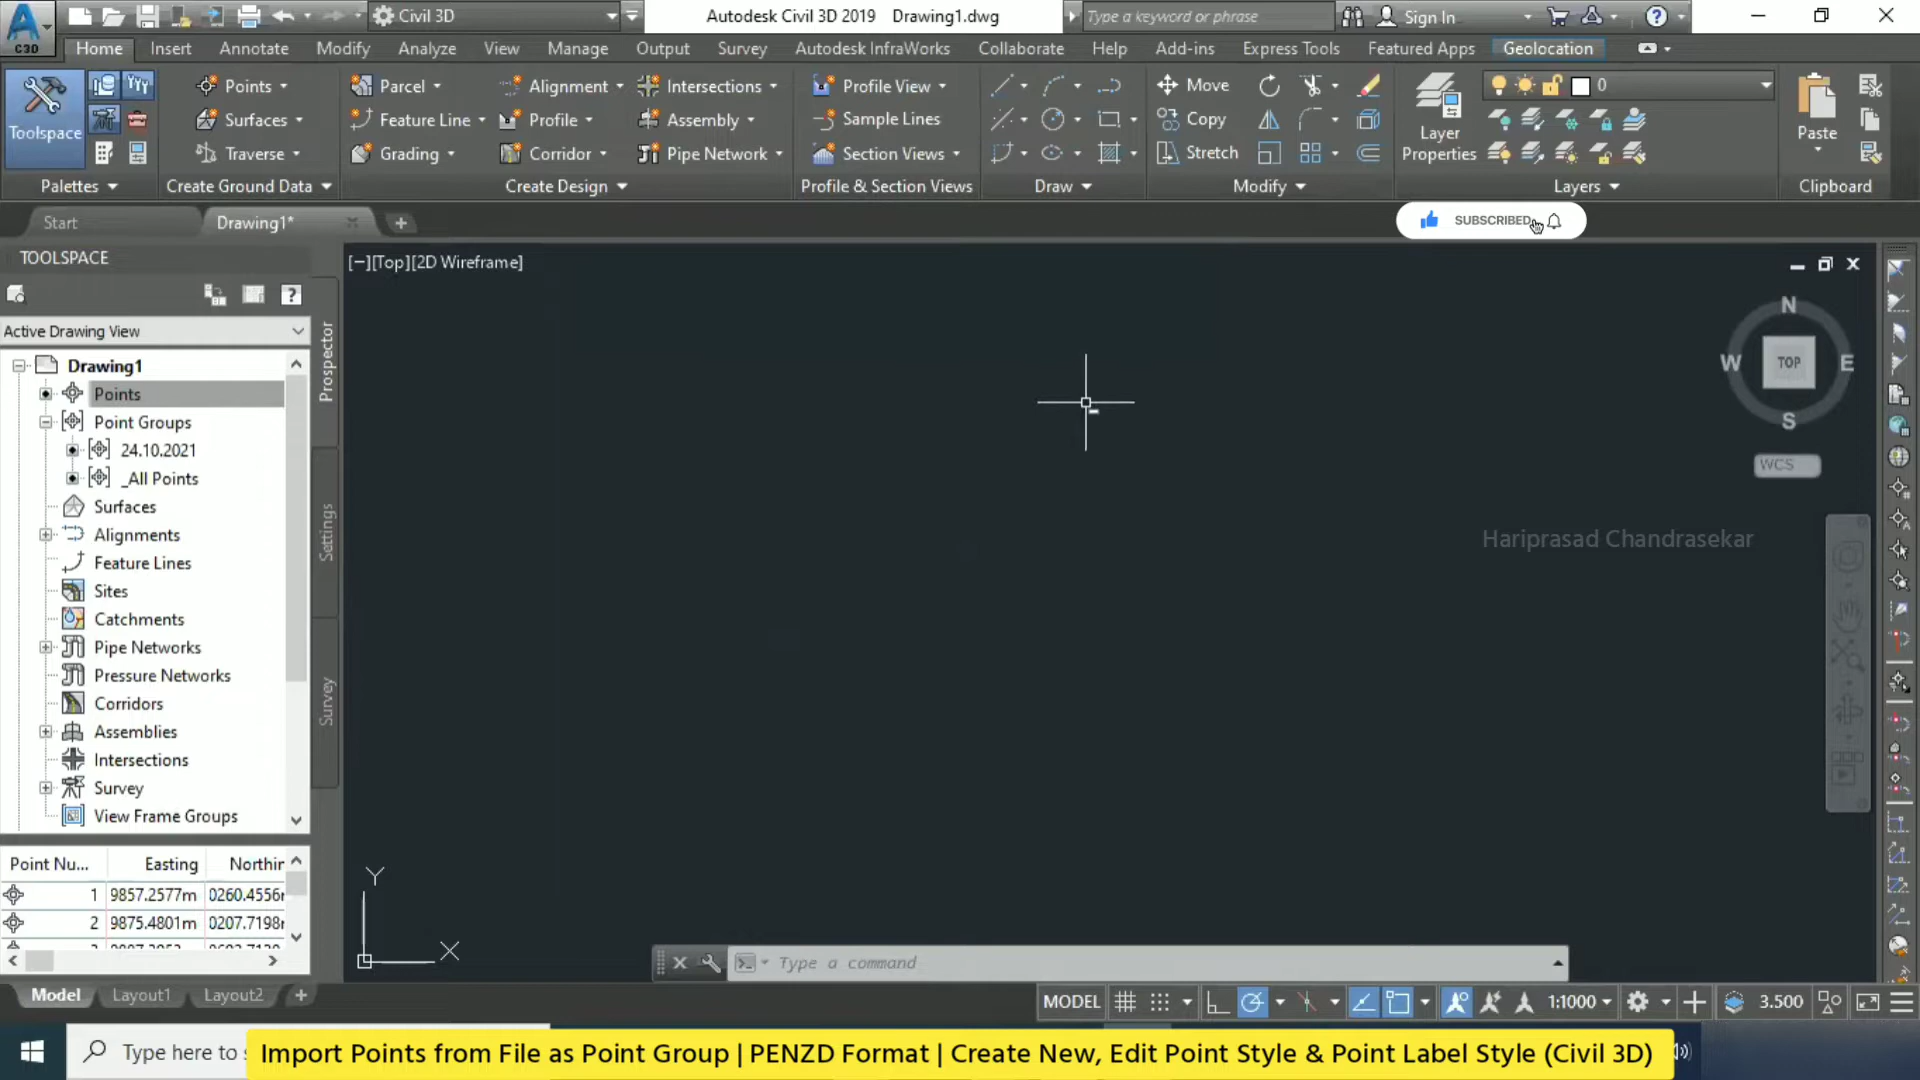 C3D
Civil 3D
Autodesk Civil 3D 2019 Drawing1.dwg
Type a keyword or phrase
Sign In
Home Insert Annotate Modify Analyze View Manage Output Survey Autodesk InfraWorks Collaborate Help Add-ins Express Tools Featured Apps Geolocation
Points Parcel Alignment Intersections Profile View Move 0
Toolspace Surfaces Feature Line Profile Assembly Sample Lines Copy Layer Properties Paste
Traverse Grading Corridor Pipe Network Section Views Stretch
Palettes Create Ground Data Create Design Profile & Section Views Draw Modify Layers Clipboard
Start Drawing1* SUBSCRIBED
TOOLSPACE
[−][Top][2D Wireframe]
Active Drawing View
Drawing1
Points
Point Groups
24.10.2021
_All Points
Surfaces
Alignments
Feature Lines
Sites
Catchments
Pipe Networks
Pressure Networks
Corridors
Assemblies
Intersections
Survey
View Frame Groups
Prospector
Settings
Survey
N
W TOP E
S
WCS
Hariprasad Chandrasekar
Point Nu... Easting Northin
1 9857.2577m 0260.4556
2 9875.4801m 0207.7198
Y
X
Type a command
Model Layout1 Layout2
MODEL 1:1000 3.500
Type here to s
Import Points from File as Point Group | PENZD Format | Create New, Edit Point Style & Point Label Style (Civil 3D)